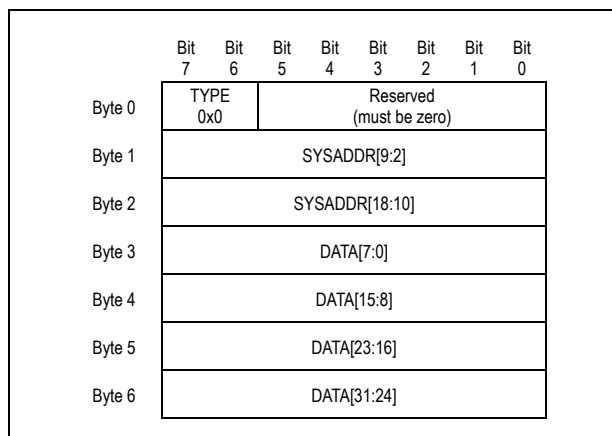 Bit Bit Bit Bit Bit Bit Bit Bit
7 6 5 4 3 2 1 0
Byte 0 TYPE Reserved
0x0 (must be zero)
Byte 1 SYSADDR[9:2]
Byte 2 SYSADDR[18:10]
Byte 3 DATA[7:0]
Byte 4 DATA[15:8]
Byte 5 DATA[23:16]
Byte 6 DATA[31:24]